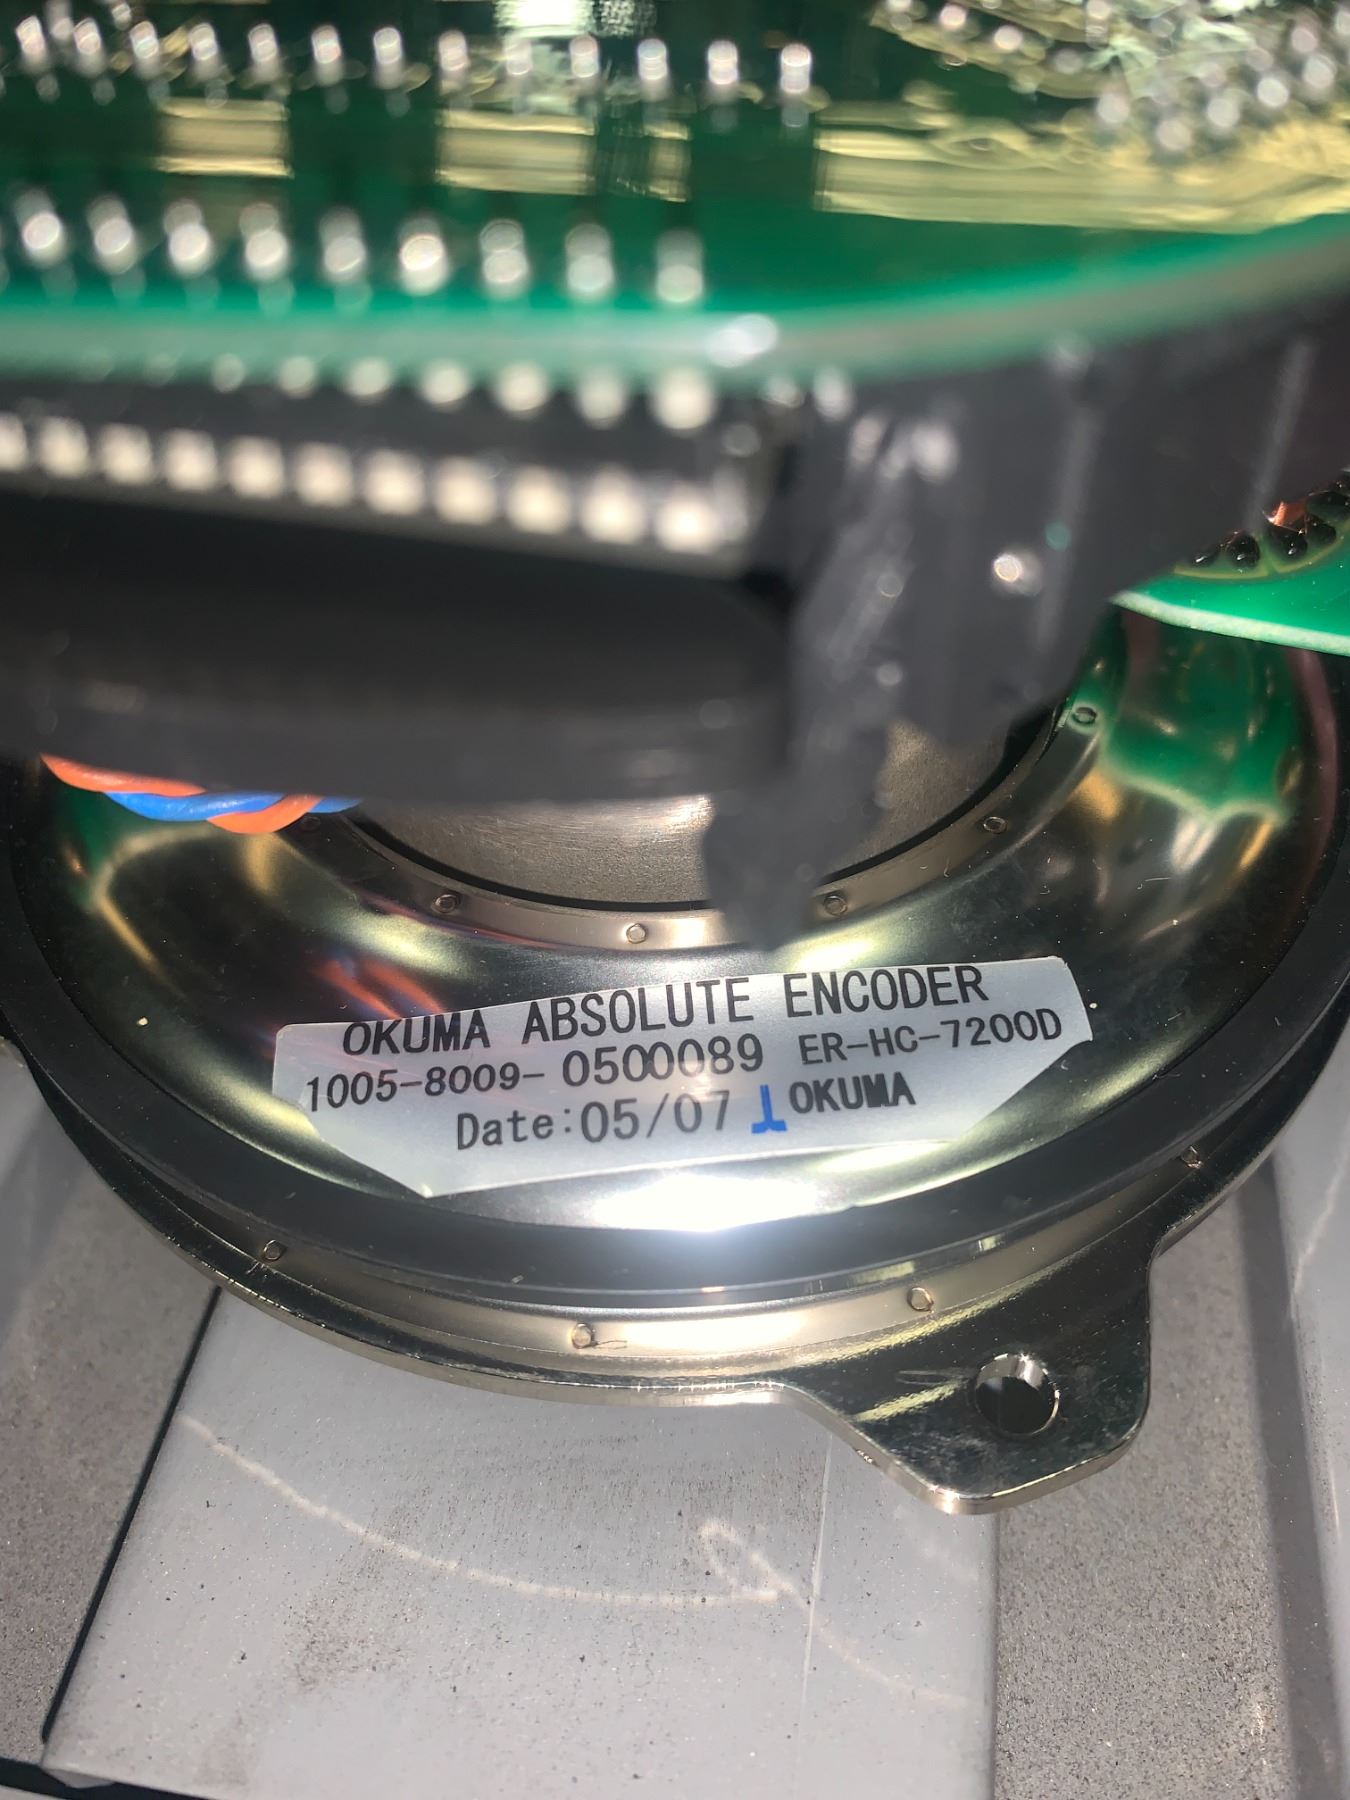 OKUMA ABSOLUTE ENCODER
1005-8009- 0500089 ER-HC-7200D
Date:05/07 OKUMA